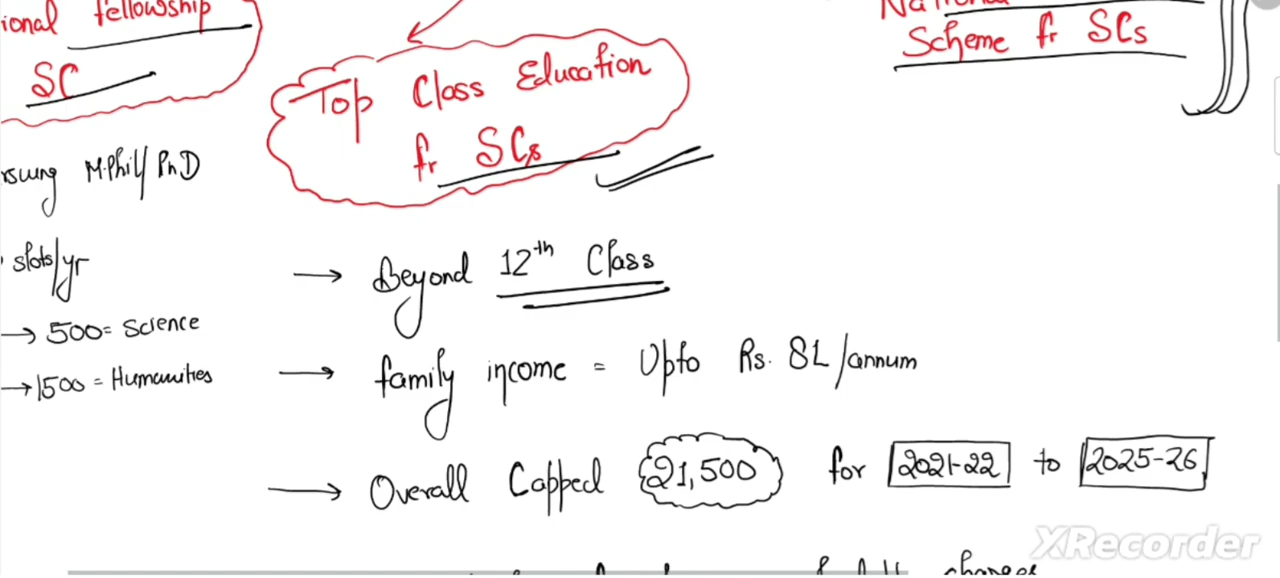 ional fellowship
SC
M.Phil/Ph.D
slots/yr
→ 500 = Science
→ 1500 = Humanities
Top Class Education
fr SCs
→ Beyond 12th Class
→ family income = Upto Rs. 8L/annum
→ Overall Capped 21,500 for 2021-22 to 2025-26
National
Scheme fr SCs
XRecorder